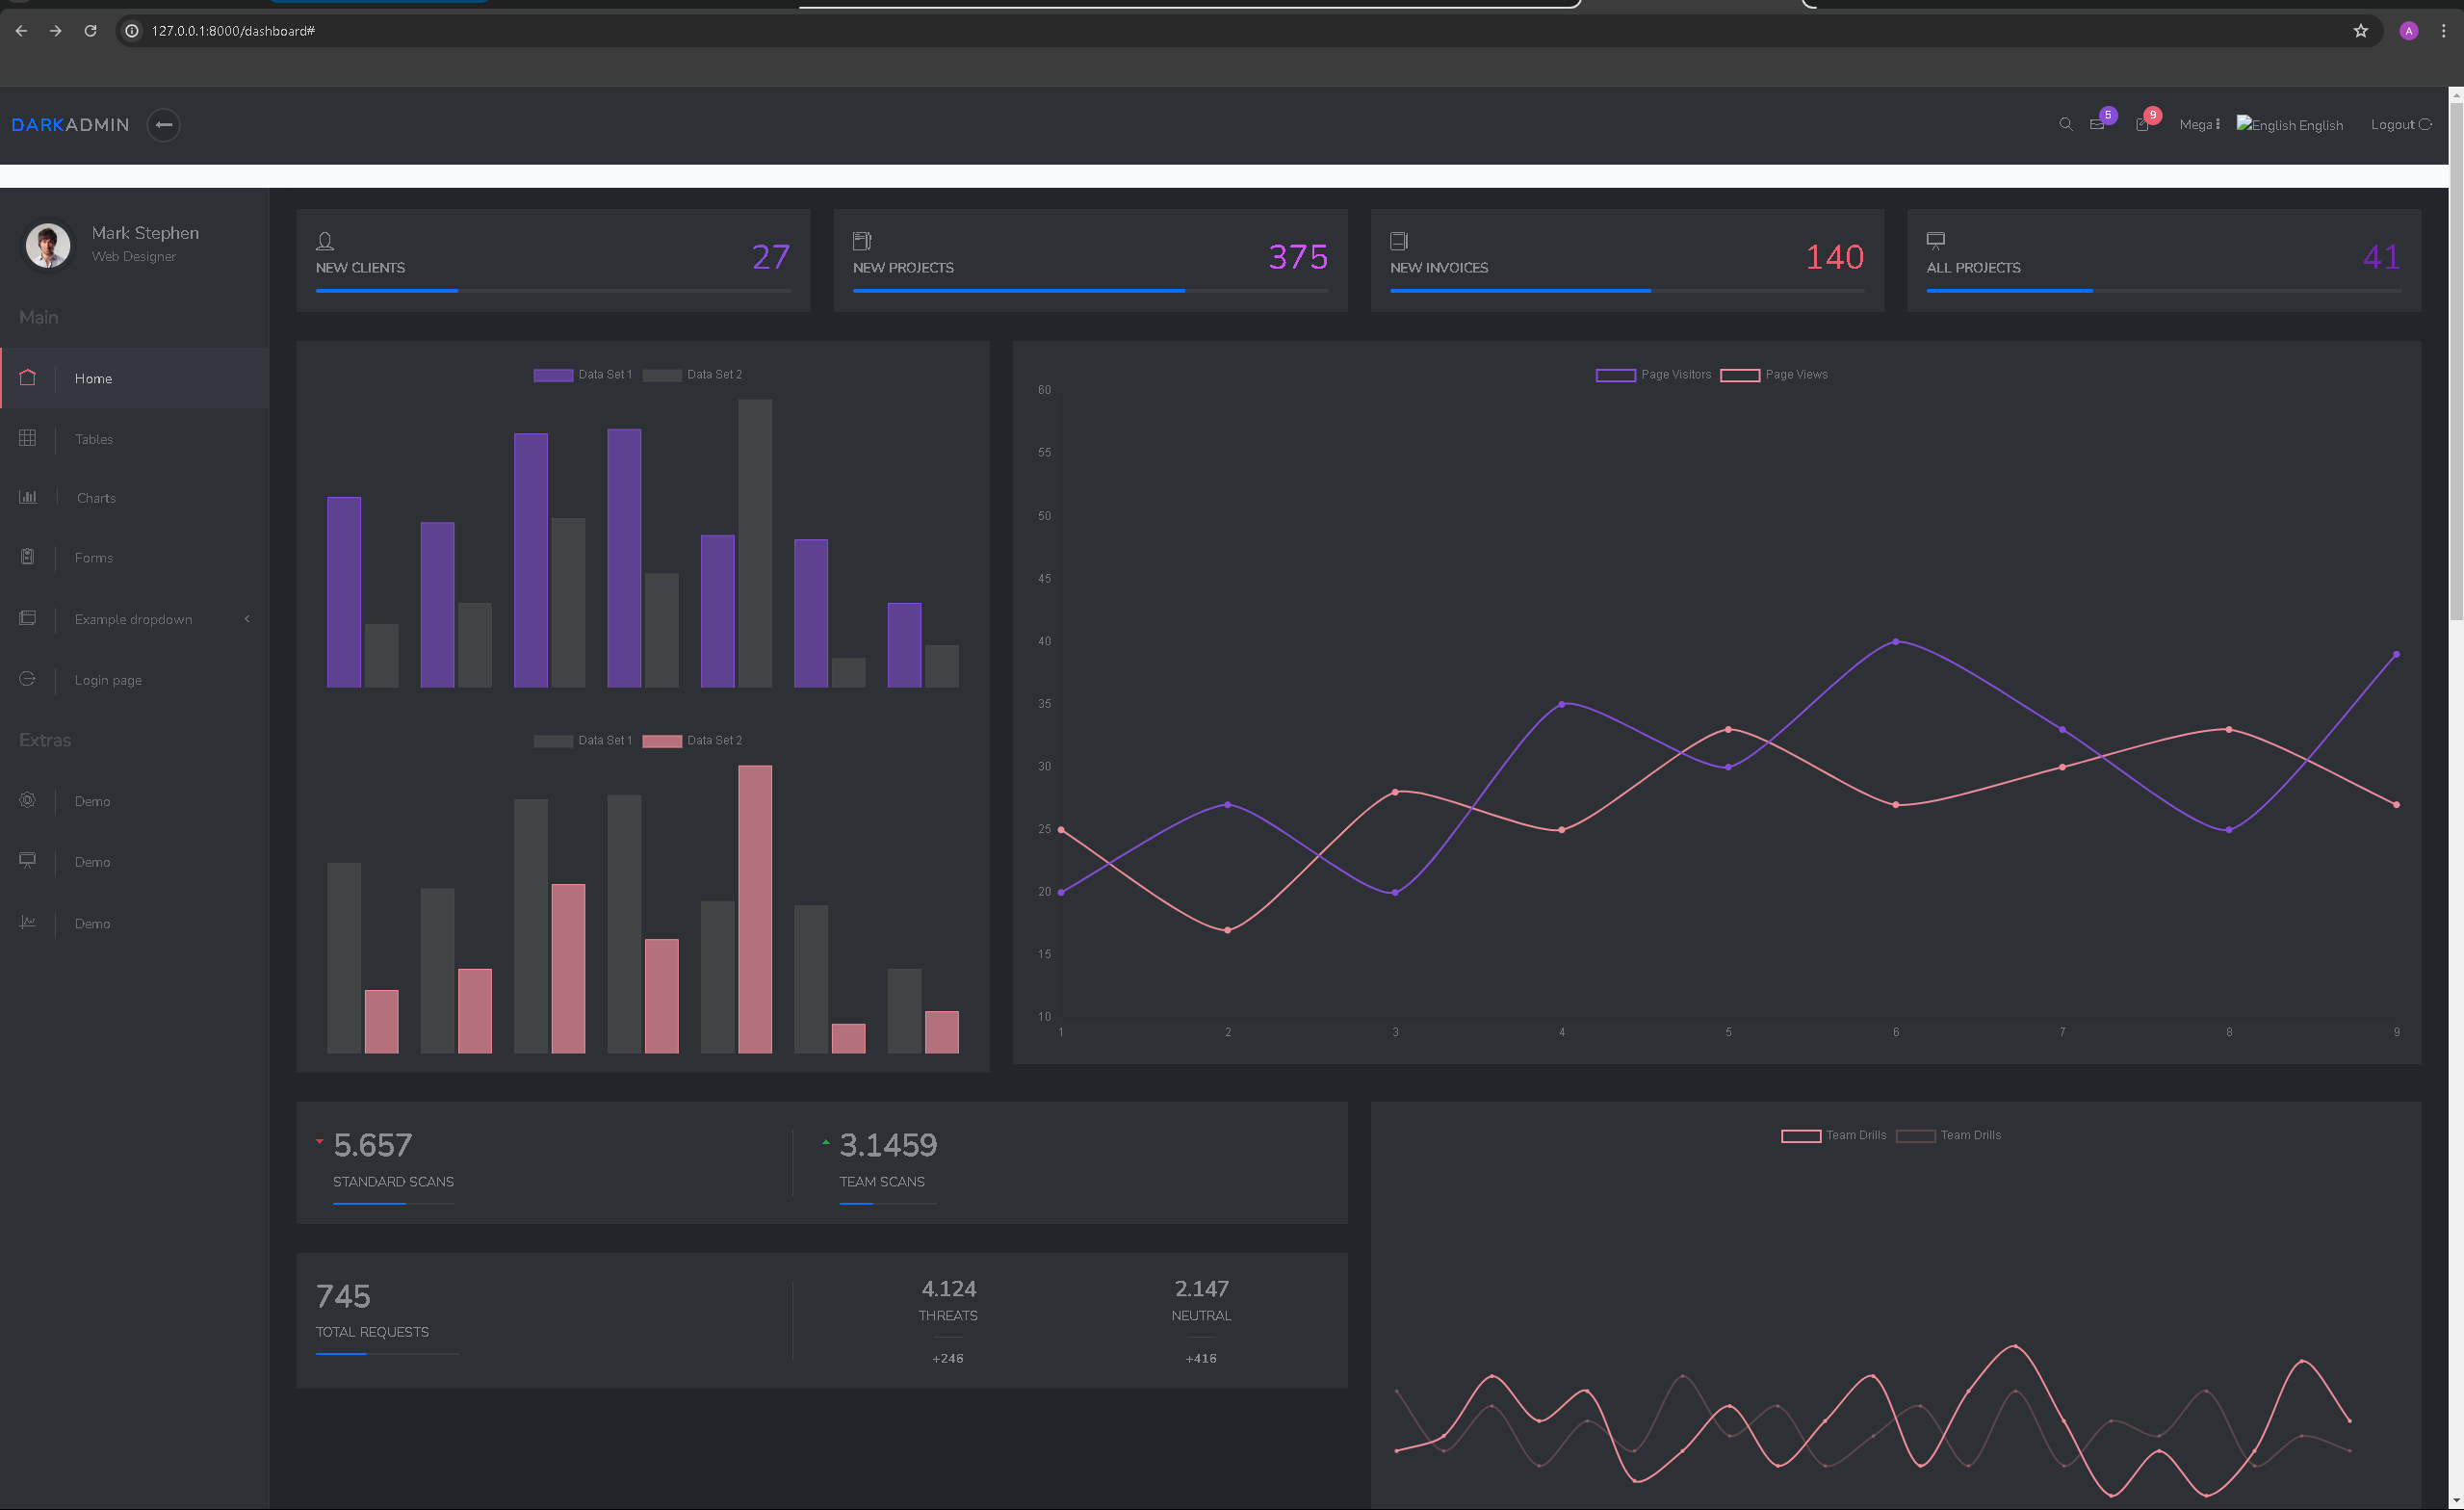 127.0.0.1:8000/dashboard#
A
DARKADMIN
5
9
Mega
English English
Logout
Mark Stephen
Web Designer
Main
Home
Tables
Charts
Forms
Example dropdown
Login page
Extras
Demo
Demo
Demo
NEW CLIENTS
27
NEW PROJECTS
375
NEW INVOICES
140
ALL PROJECTS
41
Data Set 1 Data Set 2
Data Set 1 Data Set 2
Page Visitors Page Views
60
55
50
45
40
35
30
25
20
15
10
1 2 3 4 5 6 7 8 9
5.657
STANDARD SCANS
3.1459
TEAM SCANS
745
TOTAL REQUESTS
4.124
THREATS
+246
2.147
NEUTRAL
+416
Team Drills Team Drills